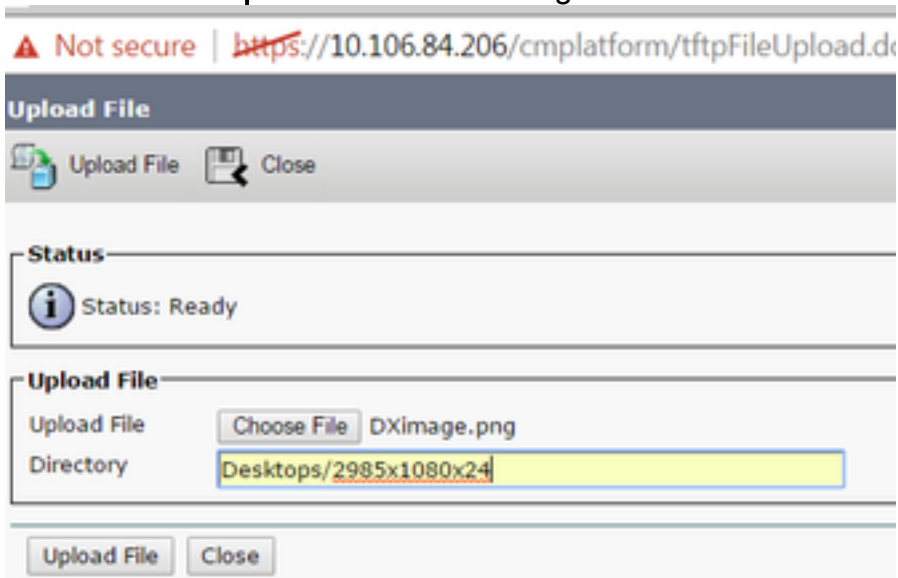 Not secure | https://10.106.84.206/cmplatform/tftpFileUpload.do
Upload File
Upload File Close
Status
Status: Ready
Upload File
Upload File Choose File DXimage.png
Directory Desktops/2985x1080x24
Upload File Close